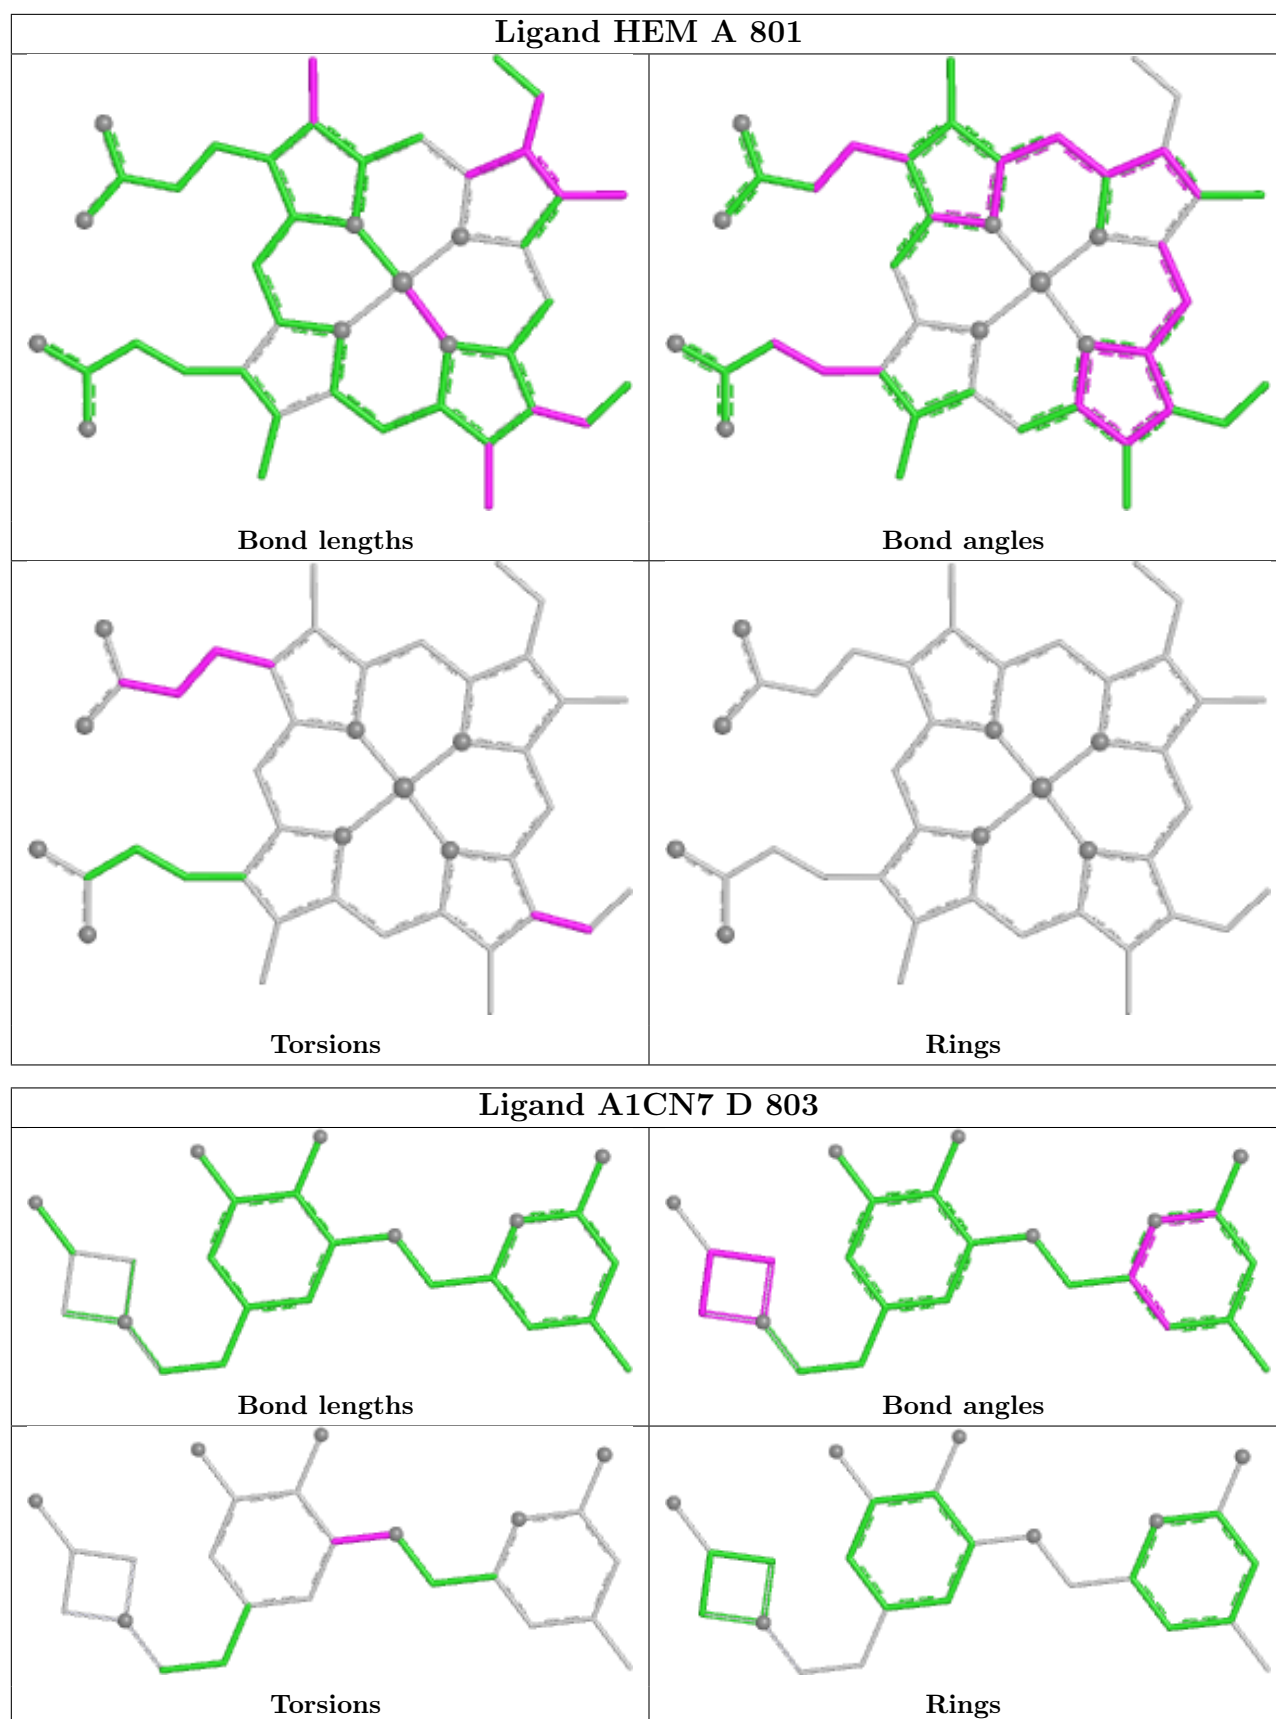 Ligand HEM A 801
Bond lengths
Bond angles
Torsions
Rings
Ligand A1CN7 D 803
Bond lengths
Bond angles
Torsions
Rings